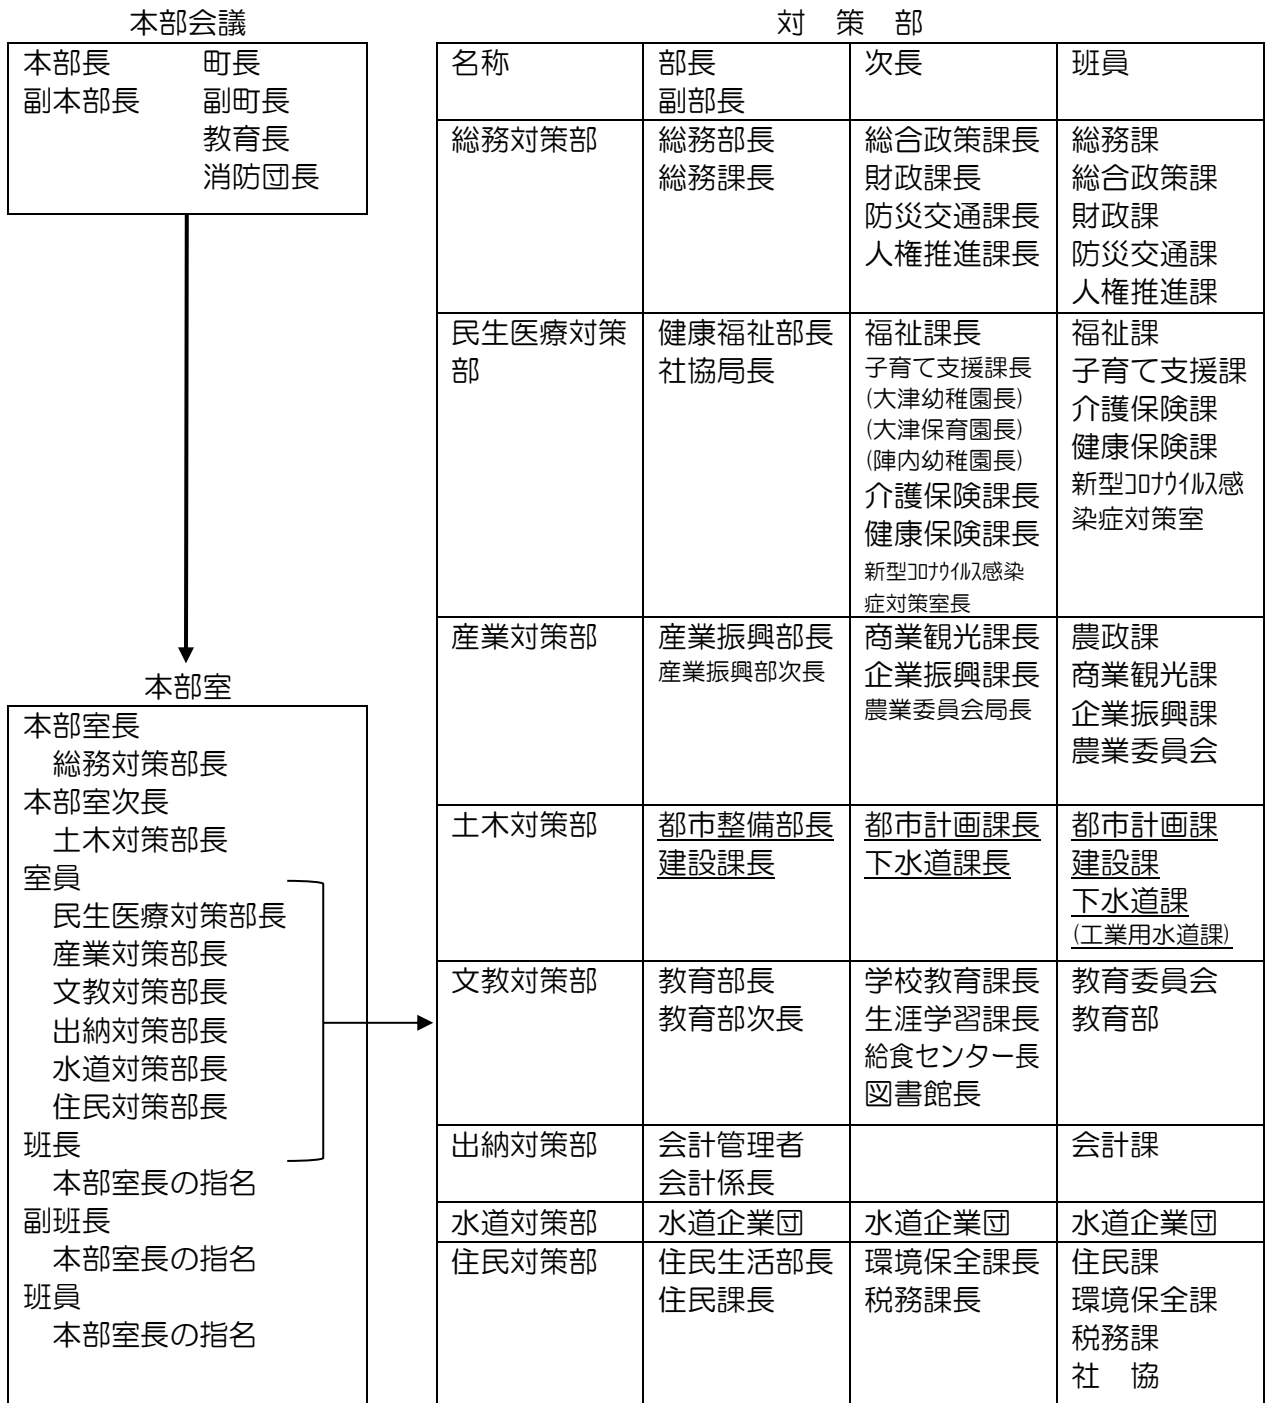 本部会議
本部長 町長
副本部長 副町長
教育長
消防団長
本部室
本部室長
総務対策部長
本部室次長
土木対策部長
室員
民生医療対策部長
産業対策部長
文教対策部長
出納対策部長
水道対策部長
住民対策部長
班長
本部室長の指名
副班長
本部室長の指名
班員
本部室長の指名
対 策 部
名称
部長
副部長
次長
班員
総務対策部
総務部長
総務課長
総合政策課長
財政課長
防災交通課長
人権推進課長
総務課
総合政策課
財政課
防災交通課
人権推進課
民生医療対策
部
健康福祉部長
社協局長
福祉課長
子育て支援課長
(大津幼稚園長)
(大津保育園長)
(陣内幼稚園長)
介護保険課長
健康保険課長
新型コロナウイルス感染
症対策室長
福祉課
子育て支援課
介護保険課
健康保険課
新型コロナウイルス感
染症対策室
産業対策部
産業振興部長
産業振興部次長
商業観光課長
企業振興課長
農業委員会局長
農政課
商業観光課
企業振興課
農業委員会
土木対策部
都市整備部長
建設課長
都市計画課長
下水道課長
都市計画課
建設課
下水道課
(工業用水道課)
文教対策部
教育部長
教育部次長
学校教育課長
生涯学習課長
給食センター長
図書館長
教育委員会
教育部
出納対策部
会計管理者
会計係長
会計課
水道対策部
水道企業団
水道企業団
水道企業団
住民対策部
住民生活部長
住民課長
環境保全課長
税務課長
住民課
環境保全課
税務課
社 協